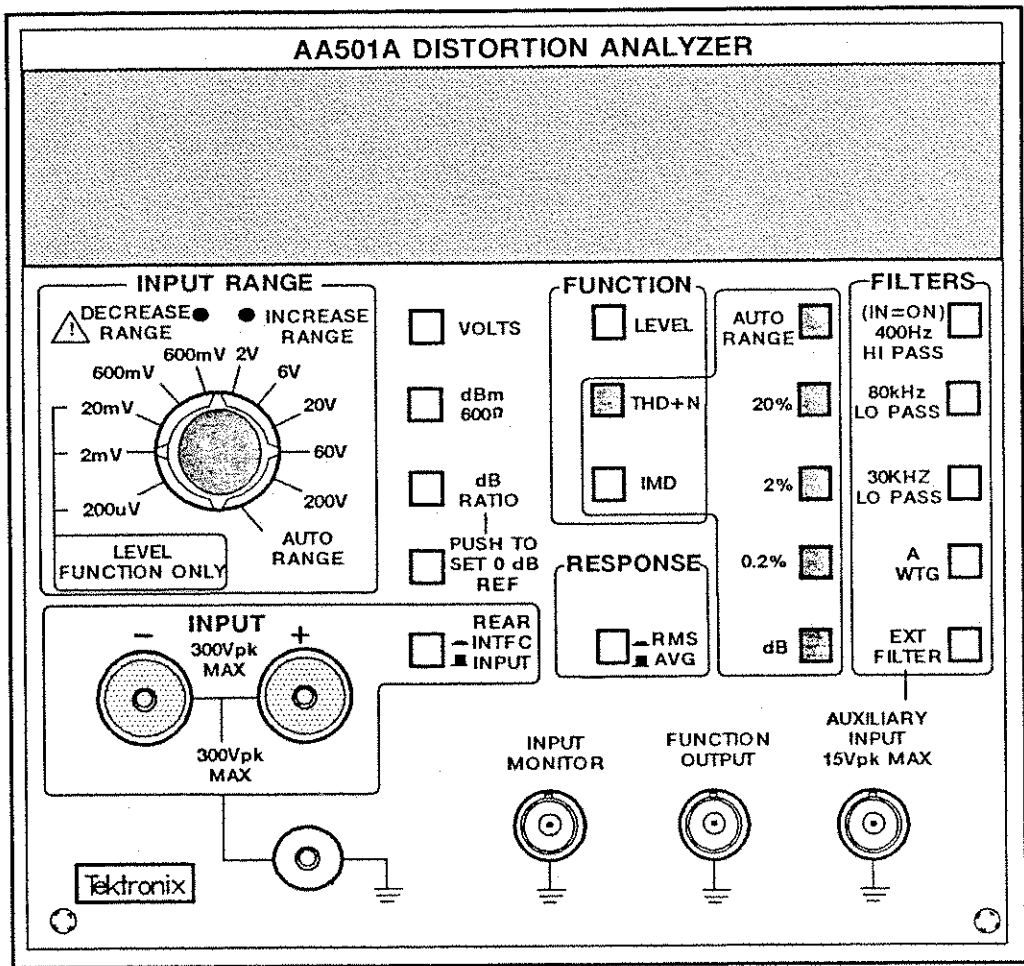 AA501A DISTORTION ANALYZER
INPUT RANGE
DECREASE
RANGE
INCREASE
RANGE
600mV
2V
600mV
6V
20mV
20V
2mV
60V
200uV
200V
AUTO
RANGE
LEVEL
FUNCTION ONLY
VOLTS
dBm
600Ω
dB
RATIO
PUSH TO
SET 0 dB
REF
FUNCTION
LEVEL
THD+N
IMD
AUTO
RANGE
20%
2%
0.2%
dB
RESPONSE
RMS
AVG
FILTERS
(IN=ON)
400Hz
HI PASS
80kHz
LO PASS
30KHZ
LO PASS
A
WTG
EXT
FILTER
INPUT
- +
300Vpk
MAX
300Vpk
MAX
REAR
INTFC
INPUT
INPUT
MONITOR
FUNCTION
OUTPUT
AUXILIARY
INPUT
15Vpk MAX
Tektronix